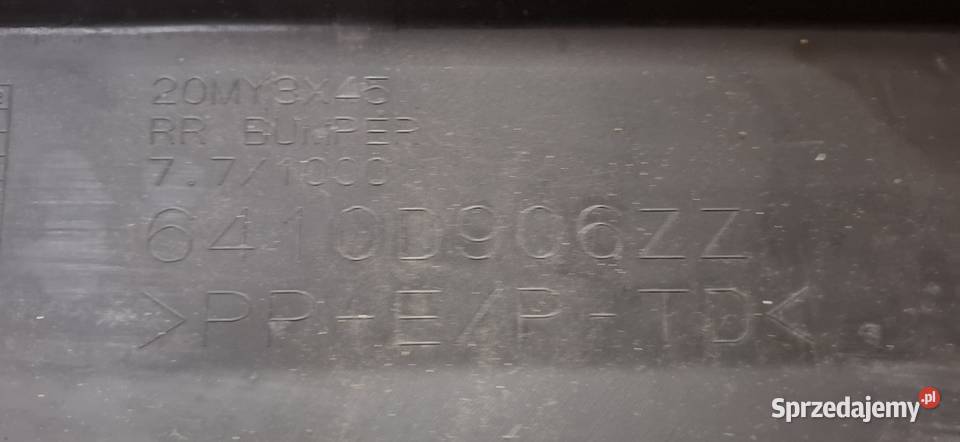 20MY3X45
RR BUMPER
7.7/1000
6410D906ZZ
>PP-E/P-TD<
Sprzedajemy.pl